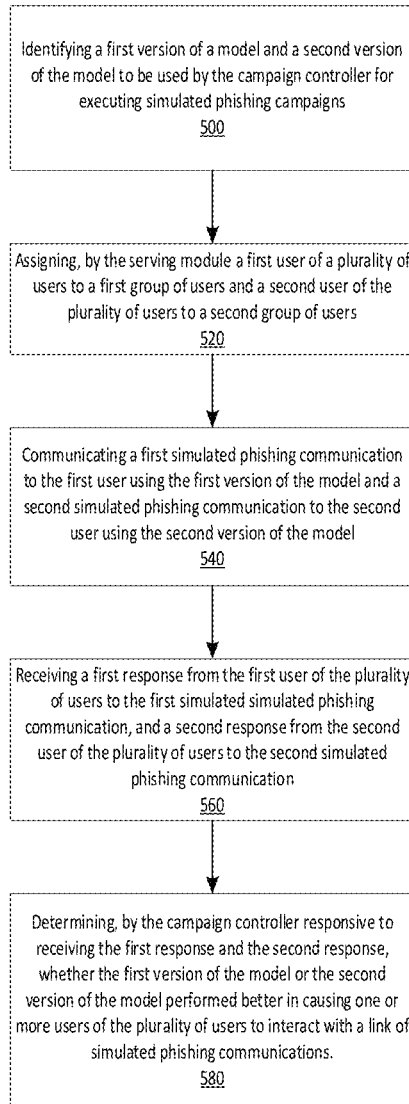 Identifying a first version of a model and a second version
of the model to be used by the campaign controller for
executing simulated phishing campaigns
500
Assigning, by the serving module a first user of a plurality of
users to a first group of users and a second user of the
plurality of users to a second group of users
520
Communicating a first simulated phishing communication
to the first user using the first version of the model and a
second simulated phishing communication to the second
user using the second version of the model
540
Receiving a first response from the first user of the plurality
of users to the first simulated simulated phishing
communication, and a second response from the second
user of the plurality of users to the second simulated
phishing communication
560
Determining, by the campaign controller responsive to
receiving the first response and the second response,
whether the first version of the model or the second
version of the model performed better in causing one or
more users of the plurality of users to interact with a link of
simulated phishing communications.
580